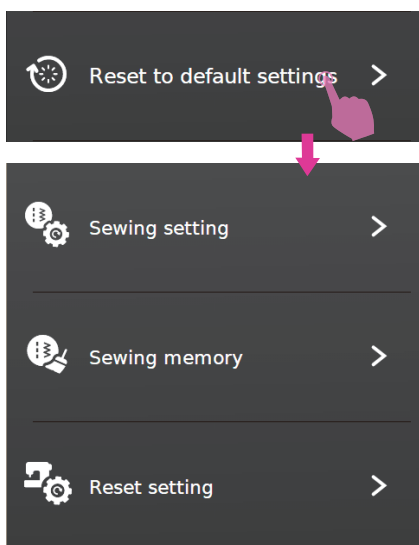 Reset to default settings
Sewing setting
Sewing memory
Reset setting